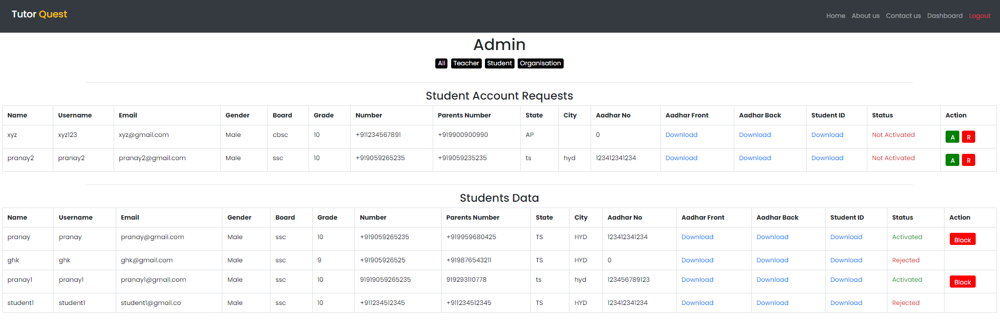 Tutor Quest
Home About us Contact us Dashboard Logout
Admin
All Teacher Student Organisation
Student Account Requests
Name Username Email Gender Board Grade Number Parents Number State City Aadhar No Aadhar Front Aadhar Back Student ID Status Action
xyz xyz123 xyz@gmail.com Male cbsc 10 +911234567891 +919900900990 AP 0 Download Download Download Not Activated A R
pranay2 pranay2 pranay2@gmail.com Male ssc 10 +919059265235 +919059235235 ts hyd 123412341234 Download Download Download Not Activated A R
Students Data
Name Username Email Gender Board Grade Number Parents Number State City Aadhar No Aadhar Front Aadhar Back Student ID Status Action
pranay pranay pranay@gmail.com Male ssc 10 +919059265235 +919959680425 TS HYD 123412341234 Download Download Download Activated Block
ghk ghk ghk@gmail.com Male ssc 9 +91905926525 +919876543211 TS HYD 0 Download Download Download Rejected
pranay1 pranay1 pranay1@gmail.com Male ssc 10 91919059265235 919293110778 ts hyd 123456789123 Download Download Download Activated Block
student1 student1 student1@gmail.co Male ssc 10 +911234512345 +911234512345 TS HYD 123412341234 Download Download Download Rejected